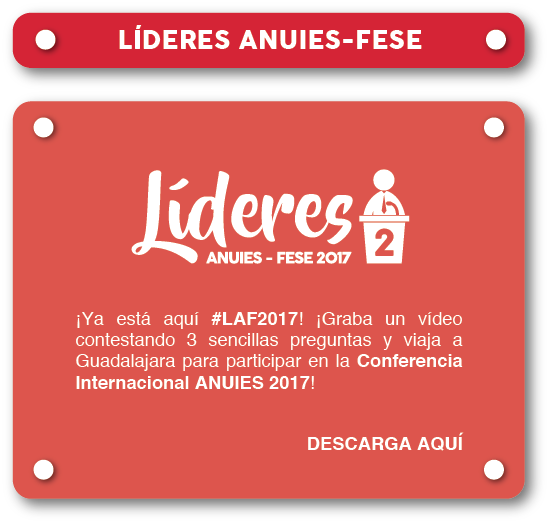 LÍDERES ANUIES-FESE
Líderes
2
ANUIES - FESE 2017
¡Ya está aquí #LAF2017! ¡Graba un vídeo
contestando 3 sencillas preguntas y viaja a
Guadalajara para participar en la Conferencia
Internacional ANUIES 2017!
DESCARGA AQUÍ